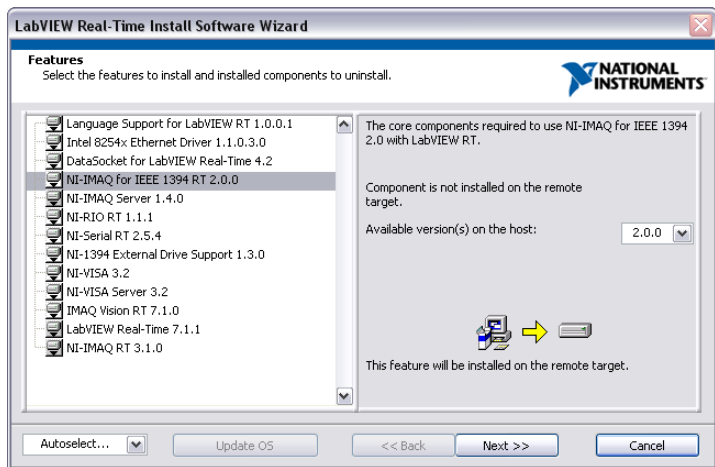 LabVIEW Real-Time Install Software Wizard
Features
Select the features to install and installed components to uninstall.
NATIONAL
INSTRUMENTS
Language Support for LabVIEW RT 1.0.0.1
Intel 8254x Ethernet Driver 1.1.0.3.0
DataSocket for LabVIEW Real-Time 4.2
NI-IMAQ for IEEE 1394 RT 2.0.0
NI-IMAQ Server 1.4.0
NI-RIO RT 1.1.1
NI-Serial RT 2.5.4
NI-1394 External Drive Support 1.3.0
NI-VISA 3.2
NI-VISA Server 3.2
IMAQ Vision RT 7.1.0
LabVIEW Real-Time 7.1.1
NI-IMAQ RT 3.1.0
The core components required to use NI-IMAQ for IEEE 1394
2.0 with LabVIEW RT.
Component is not installed on the remote
target.
Available version(s) on the host:
2.0.0
This feature will be installed on the remote target.
Autoselect...
Update OS
<< Back
Next >>
Cancel